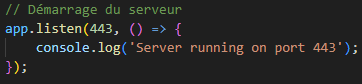 // Démarrage du serveur
app.listen(443, () => {
    console.log('Server running on port 443');
});